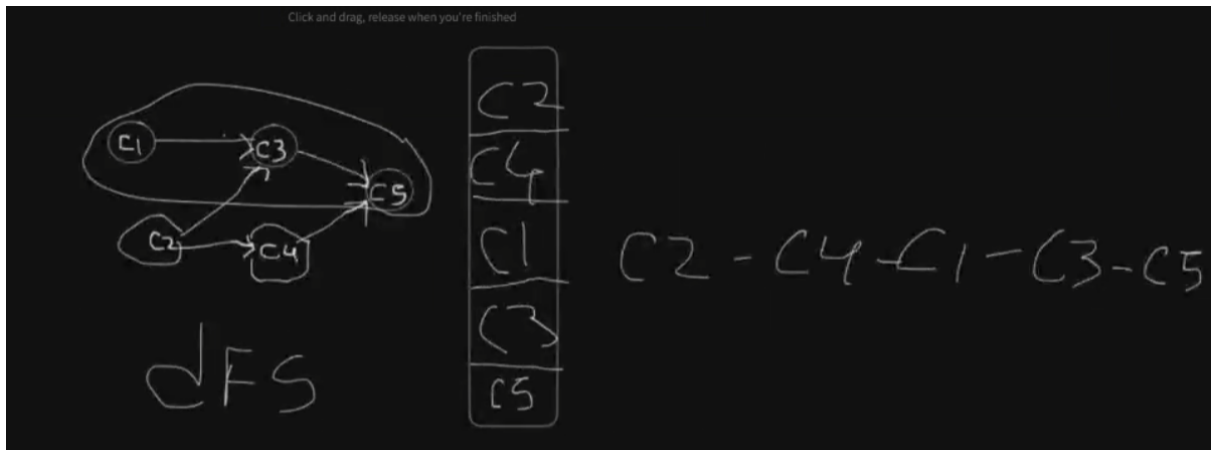 Click and drag, release when you're finished
C1
C3
C5
C2
C4
dFS
C2
C4
C1
C3
C5
C2 - C4 - C1 - C3 - C5